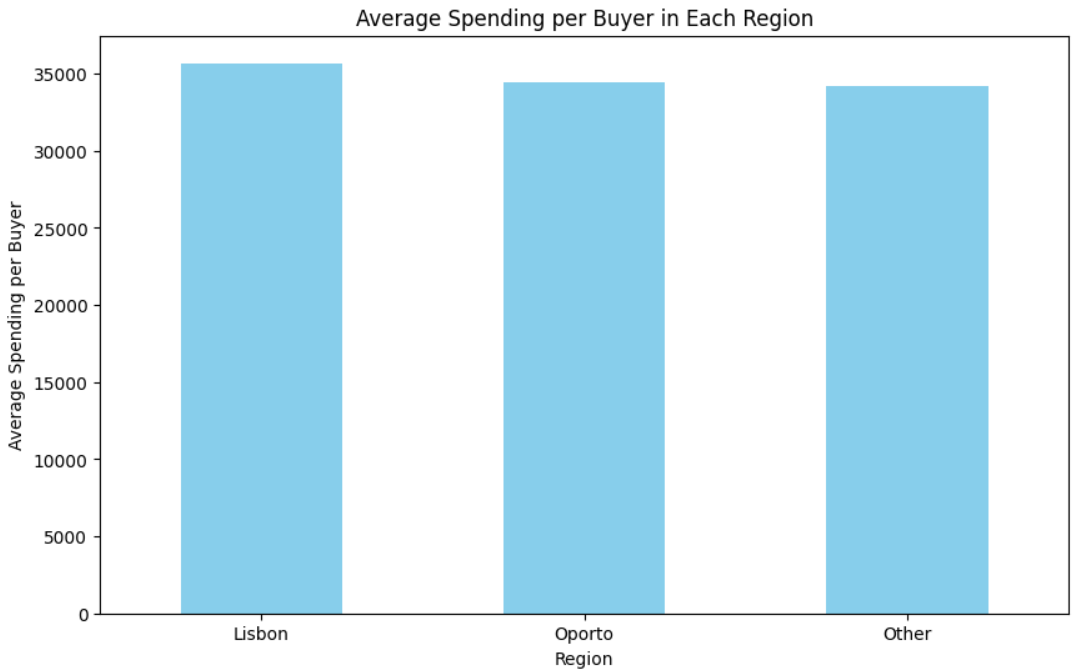 Average Spending per Buyer in Each Region
Average Spending per Buyer
35000
30000
25000
20000
15000
10000
5000
0
Lisbon
Oporto
Other
Region